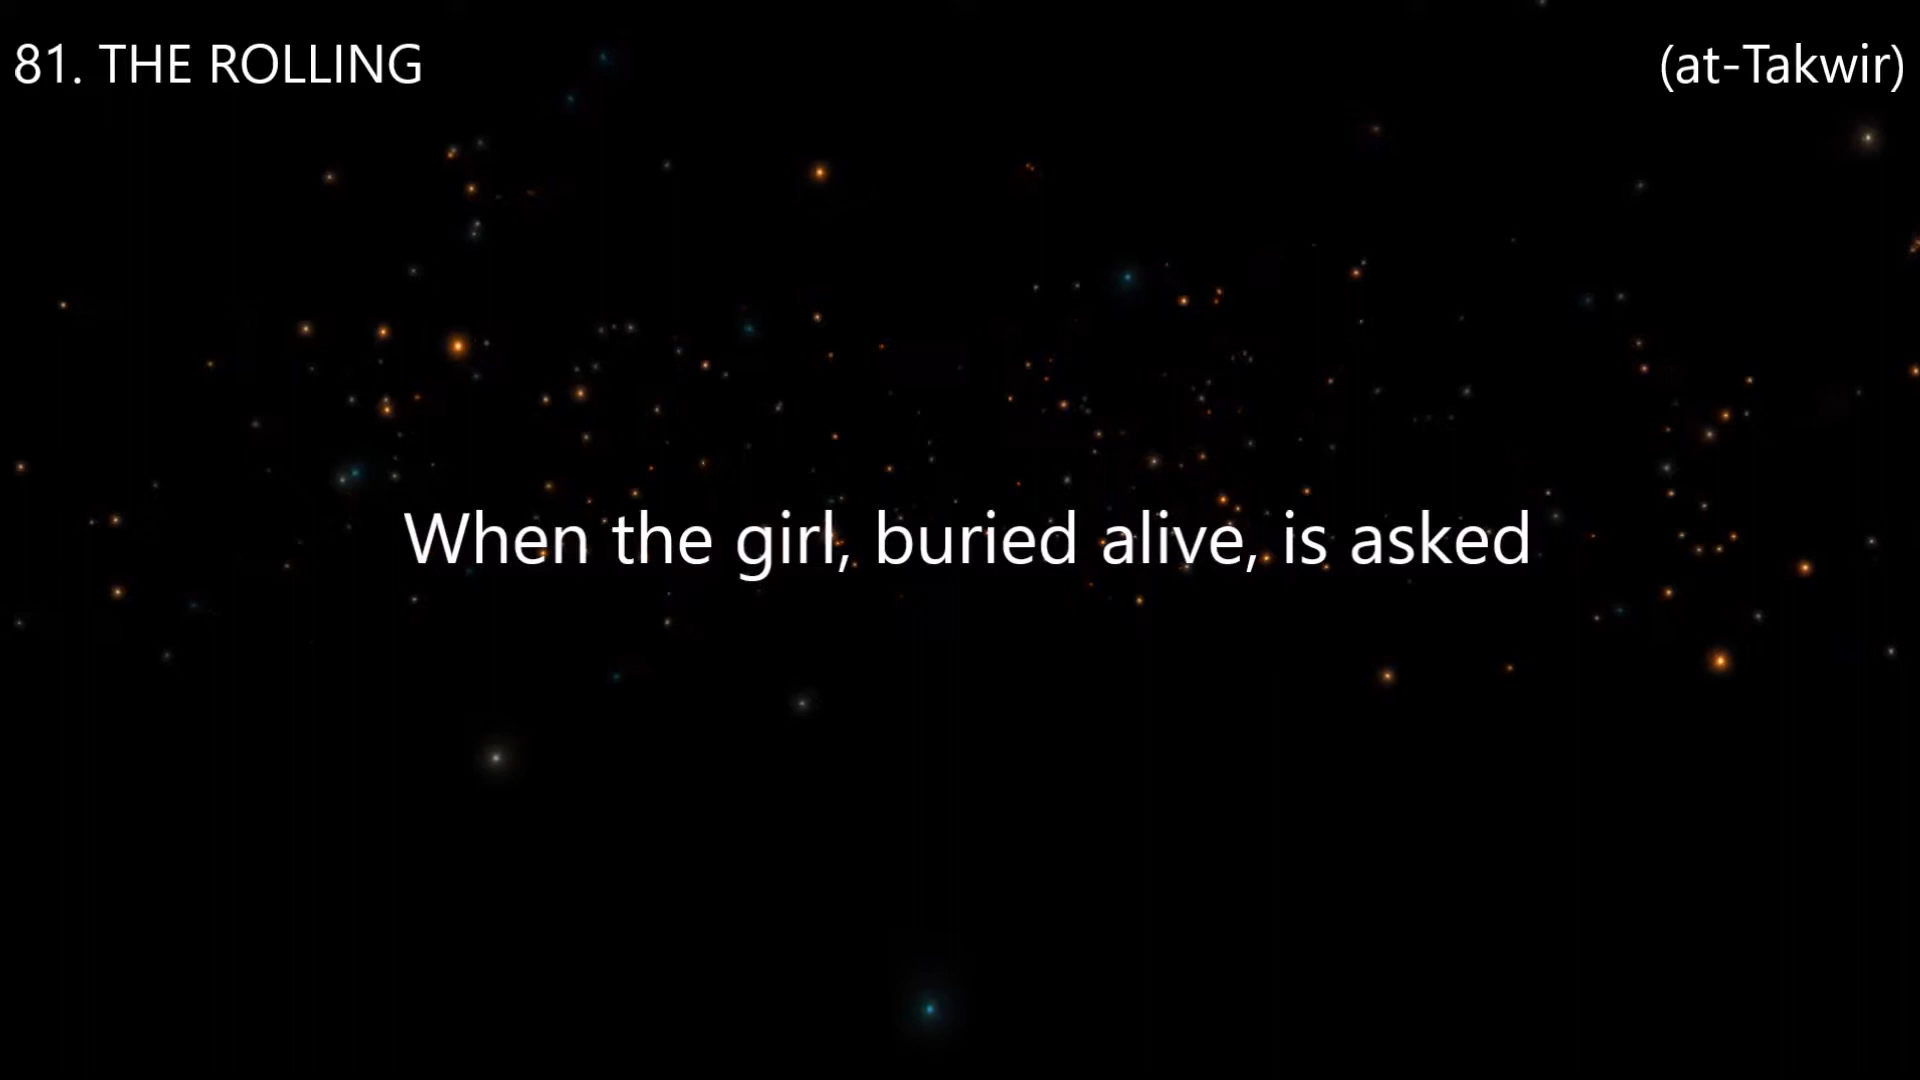 81. THE ROLLING
(at-Takwir)
When the girl, buried alive, is asked